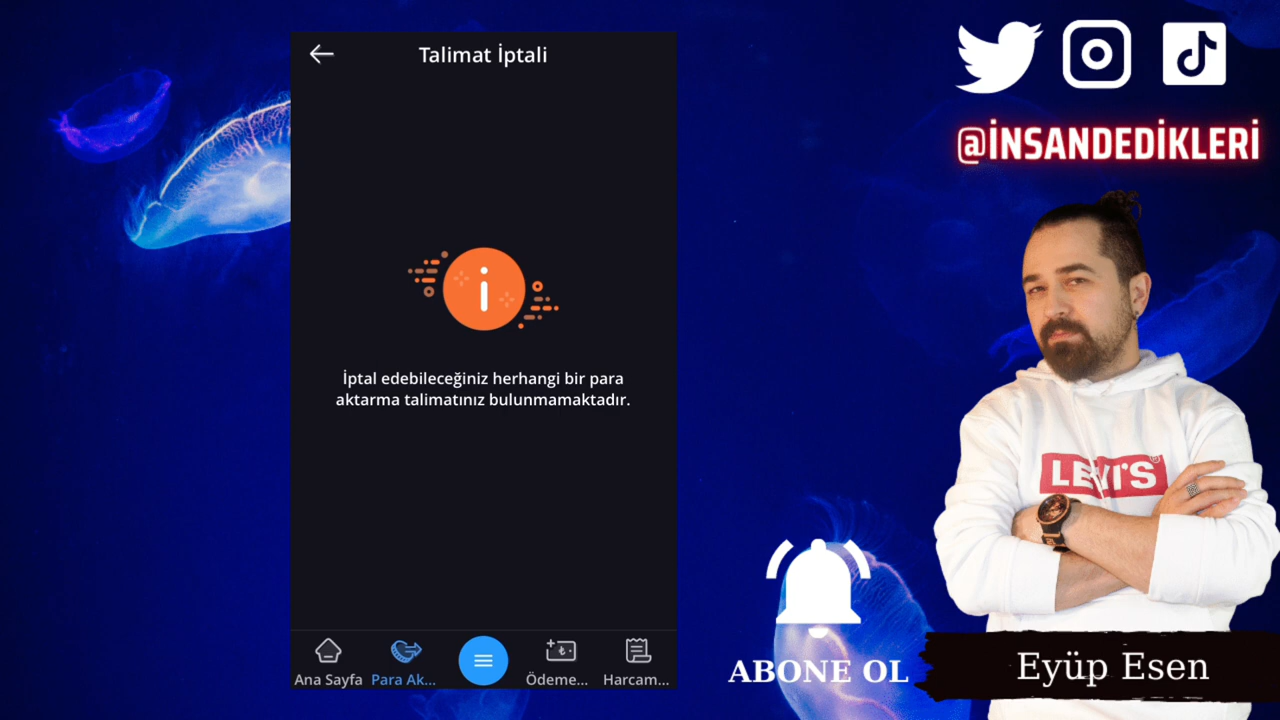 Talimat İptali
İptal edebileceğiniz herhangi bir para
aktarma talimatınız bulunmamaktadır.
Ana Sayfa
Para Ak...
Ödeme...
Harcam...
@İNSANDEDİKLERİ
LEVI'S
ABONE OL
Eyüp Esen